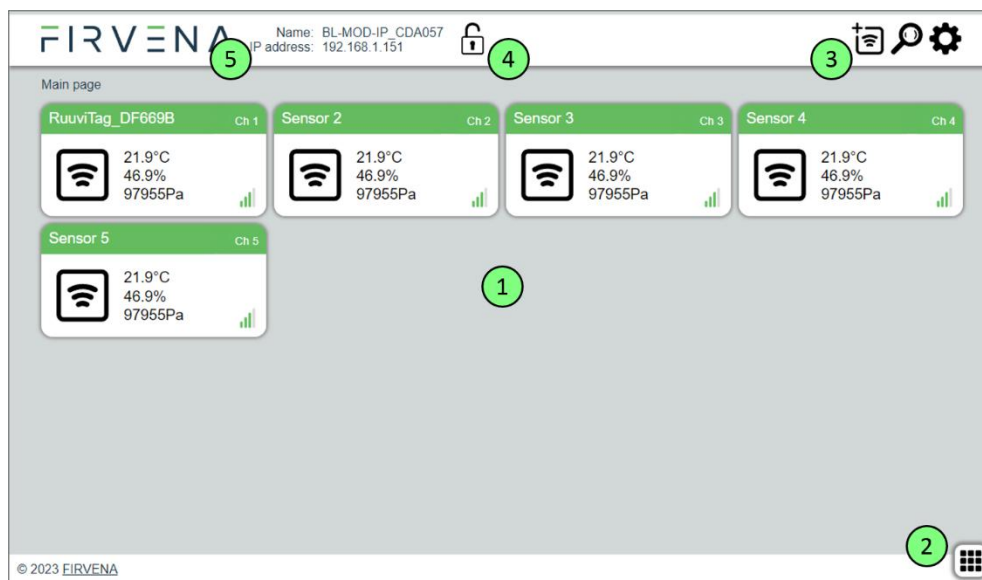 FIRVENA
Name: BL-MOD-IP_CDA057
IP address: 192.168.1.151
5
4
3
Main page
RuuviTag_DF669B Ch 1
21.9°C
46.9%
97955Pa
Sensor 2 Ch 2
21.9°C
46.9%
97955Pa
Sensor 3 Ch 3
21.9°C
46.9%
97955Pa
Sensor 4 Ch 4
21.9°C
46.9%
97955Pa
Sensor 5 Ch 5
21.9°C
46.9%
97955Pa
1
2
© 2023 FIRVENA